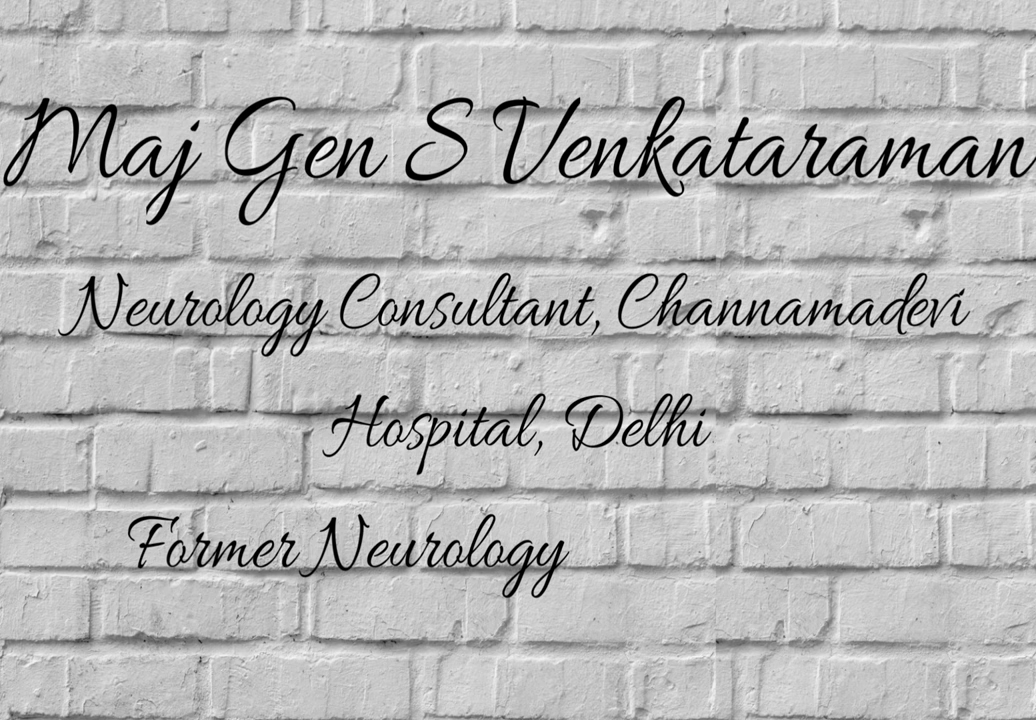 Maj Gen S Venkataraman
Neurology Consultant, Channamadevi
Hospital, Delhi
Former Neurology